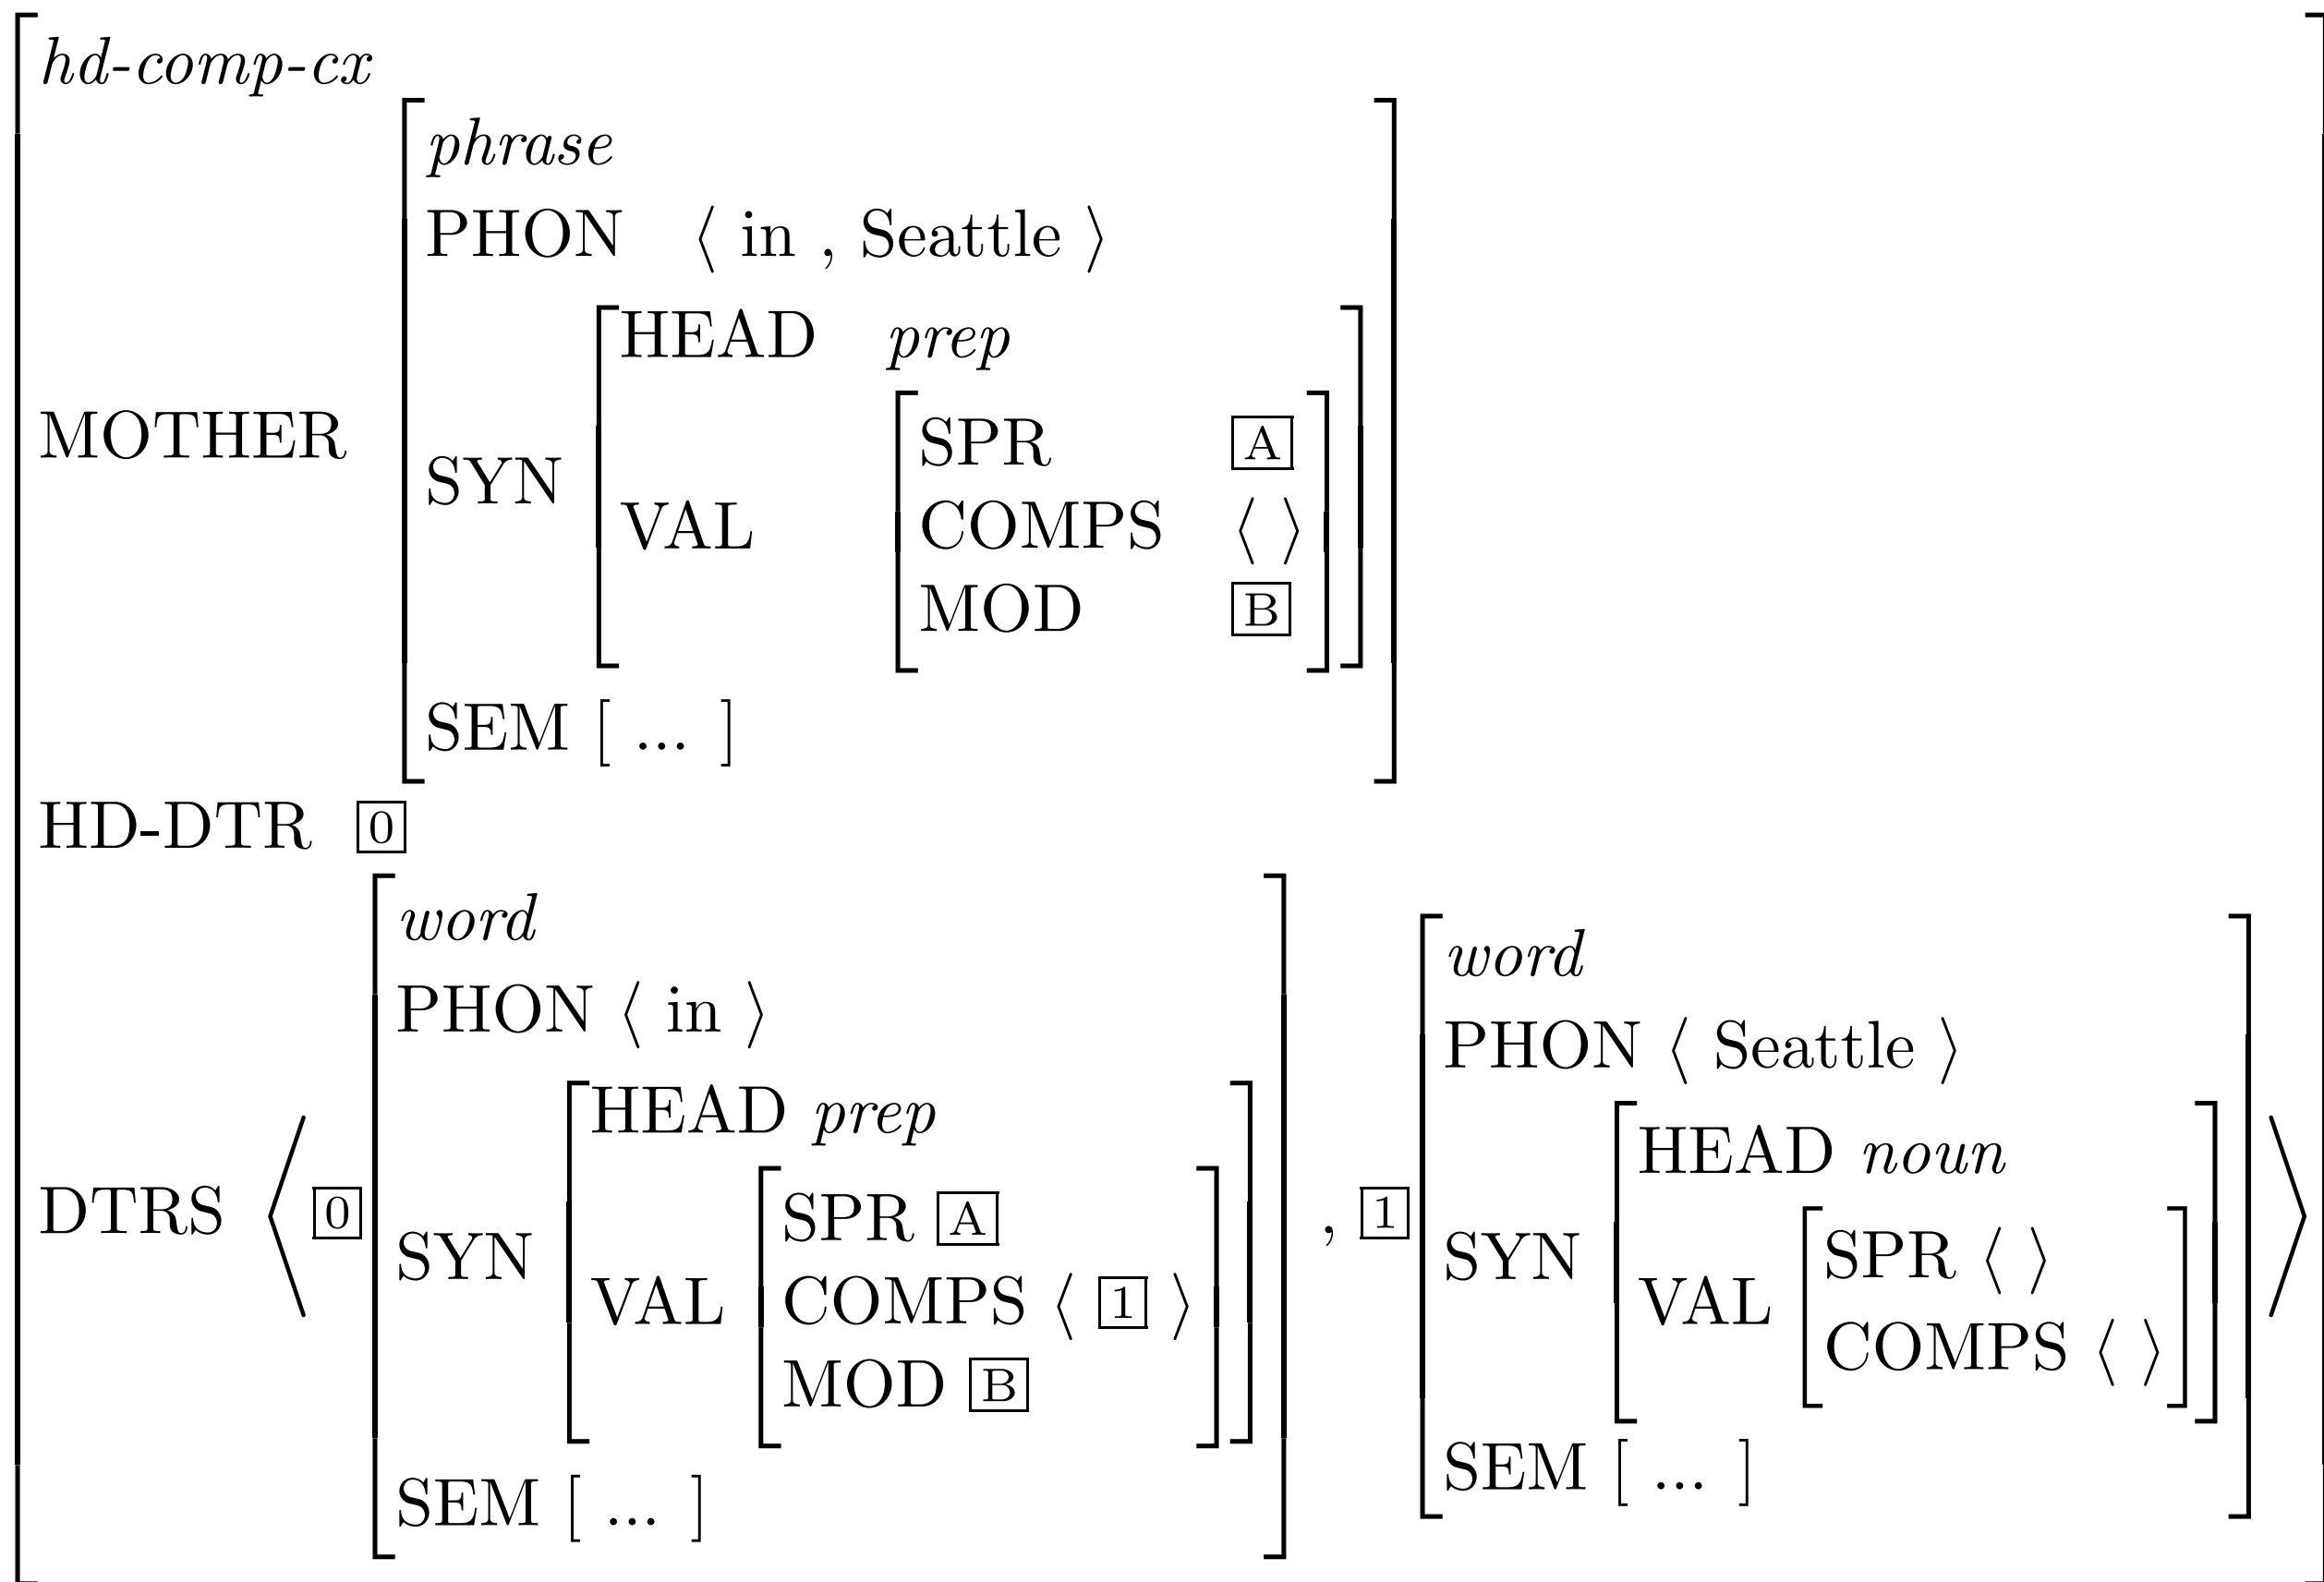 hd-comp-cx
phrase
PHON ⟨ in , Seattle ⟩
HEAD prep
SPR A
MOTHER
SYN
VAL
COMPS ⟨ ⟩
MOD B
SEM [ ... ]
HD-DTR 0
word
PHON ⟨ in ⟩
HEAD prep
SPR A
DTRS ⟨ 0
SYN
VAL
COMPS ⟨ 1 ⟩
MOD B
SEM [ ... ]
, 1
word
PHON ⟨ Seattle ⟩
HEAD noun
SYN
SPR ⟨ ⟩
VAL
COMPS ⟨ ⟩
SEM [ ... ]
⟩